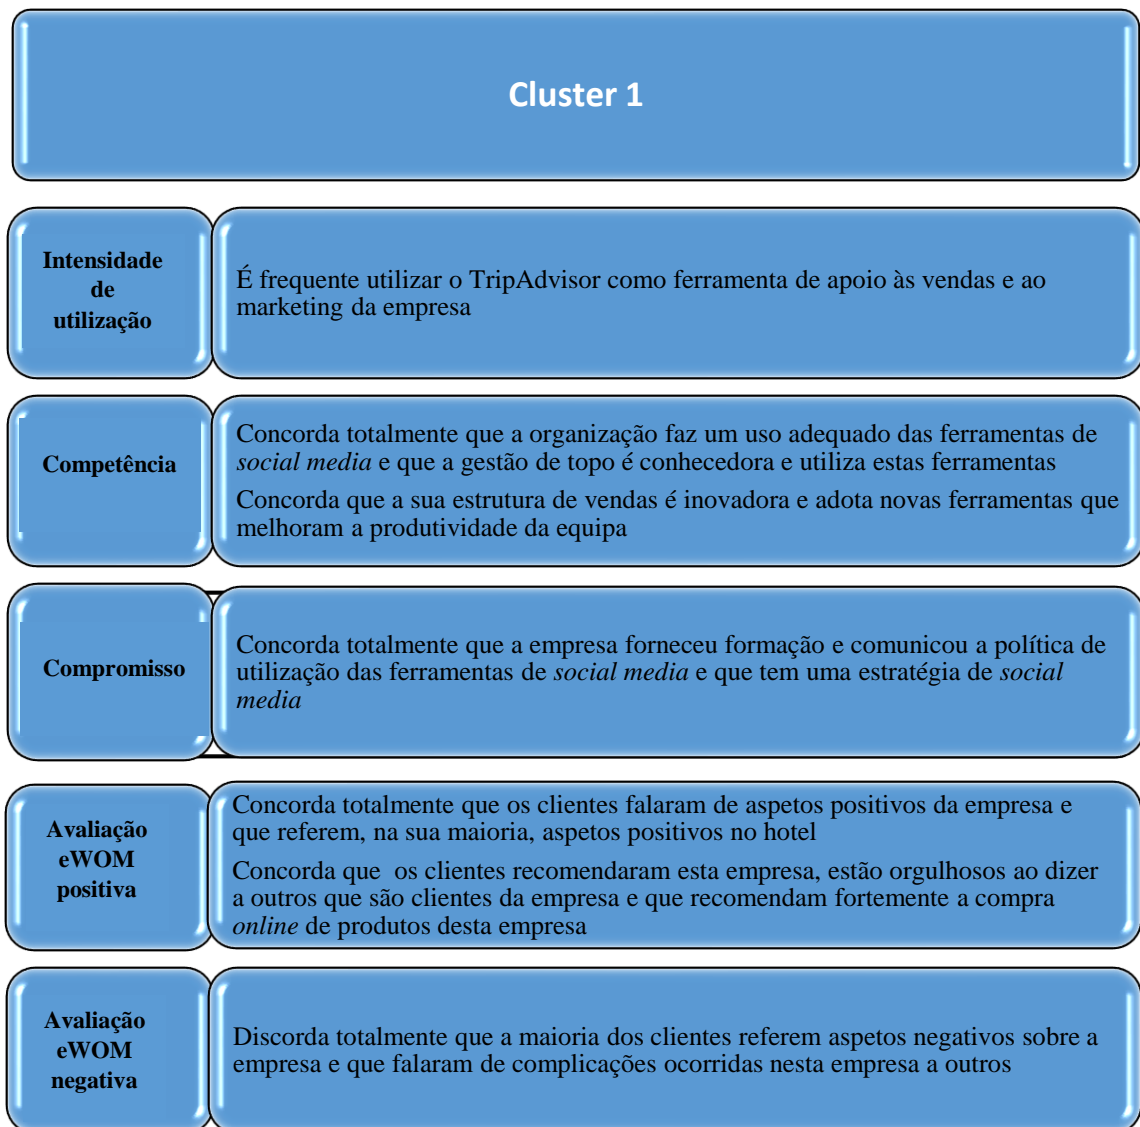 Cluster 1
Intensidade
de
utilização
É frequente utilizar o TripAdvisor como ferramenta de apoio às vendas e ao
marketing da empresa
Competência
Concorda totalmente que a organização faz um uso adequado das ferramentas de
social media e que a gestão de topo é conhecedora e utiliza estas ferramentas
Concorda que a sua estrutura de vendas é inovadora e adota novas ferramentas que
melhoram a produtividade da equipa
Compromisso
Concorda totalmente que a empresa forneceu formação e comunicou a política de
utilização das ferramentas de social media e que tem uma estratégia de social
media
Avaliação
eWOM
positiva
Concorda totalmente que os clientes falaram de aspetos positivos da empresa e
que referem, na sua maioria, aspetos positivos no hotel
Concorda que  os clientes recomendaram esta empresa, estão orgulhosos ao dizer
a outros que são clientes da empresa e que recomendam fortemente a compra
online de produtos desta empresa
Avaliação
eWOM
negativa
Discorda totalmente que a maioria dos clientes referem aspetos negativos sobre a
empresa e que falaram de complicações ocorridas nesta empresa a outros